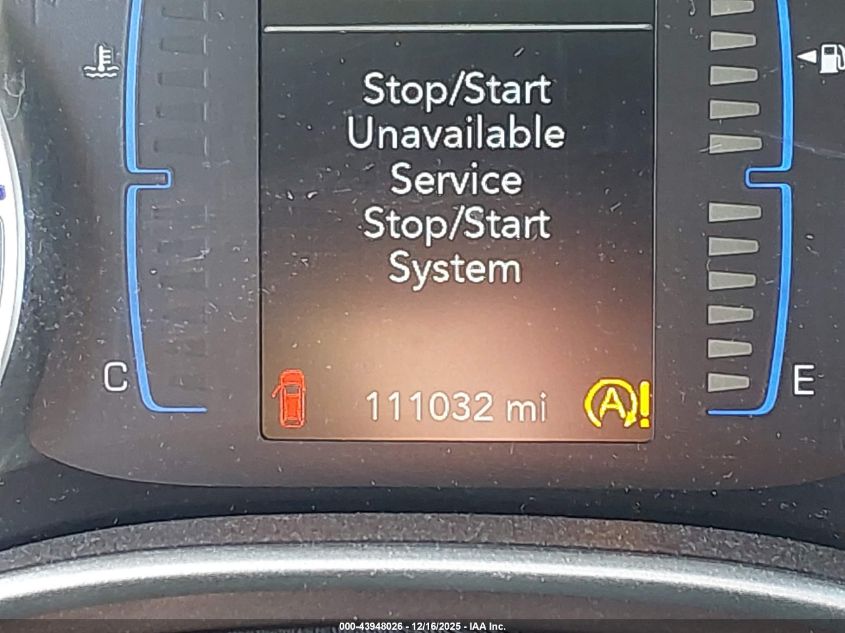 Stop/Start
Unavailable
Service
Stop/Start
System
C
E
111032 mi
A!
000-43948026 - 12/16/2025 - IAA Inc.